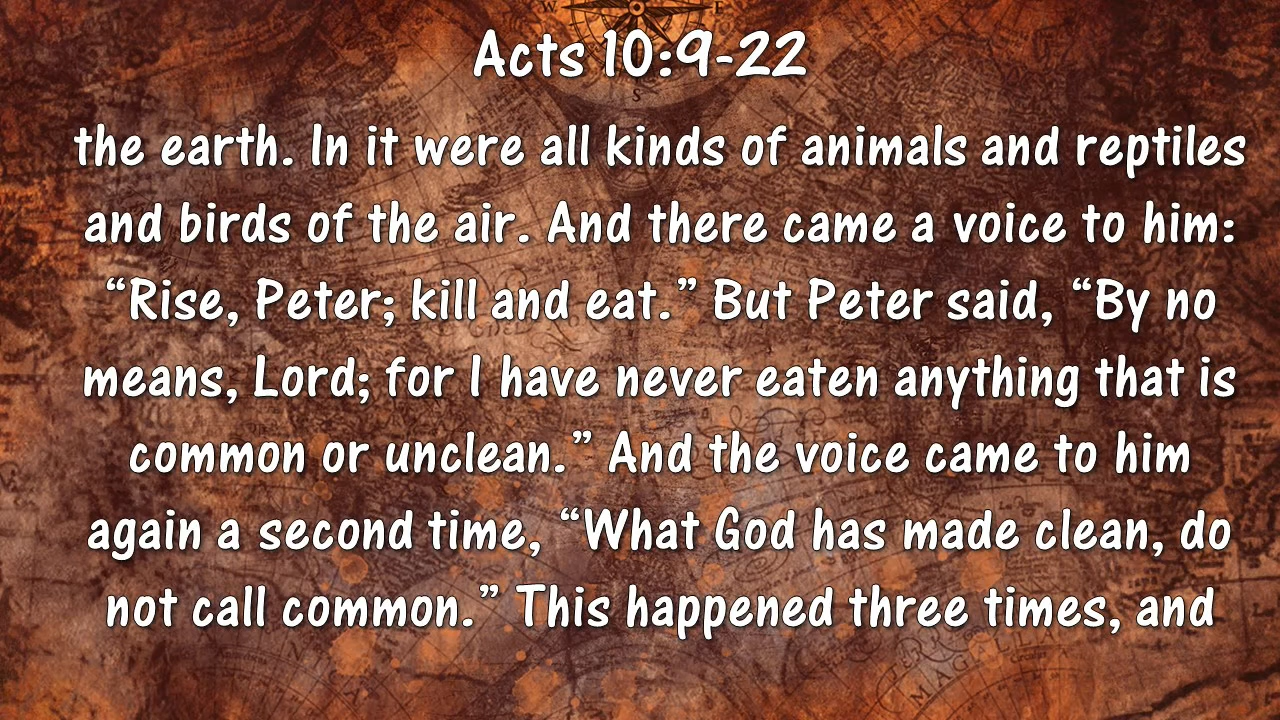 W E
S
Acts 10:9-22
the earth. In it were all kinds of animals and reptiles
and birds of the air. And there came a voice to him:
“Rise, Peter; kill and eat.” But Peter said, “By no
means, Lord; for I have never eaten anything that is
common or unclean.” And the voice came to him
again a second time, “What God has made clean, do
not call common.” This happened three times, and